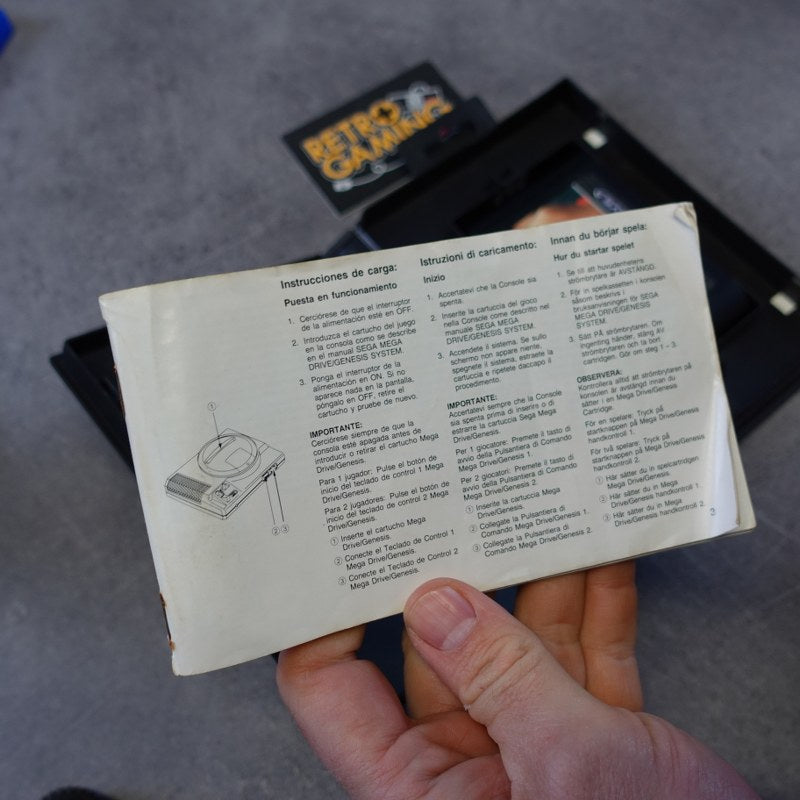 RETRO
GAMING
Instrucciones de carga:
Puesta en funcionamiento
1. Cerciórese de que el interruptor
de la alimentación esté en OFF.
2. Introduzca el cartucho del juego
en la consola como se describe
en el manual SEGA MEGA
DRIVE/GENESIS SYSTEM.
3. Ponga el interruptor de la
alimentación en ON. Si no
aparece nada en la pantalla,
póngalo en OFF, retire el
cartucho y pruebe de nuevo.
IMPORTANTE:
Cerciórese siempre de que la
consola esté apagada antes de
introducir o retirar el cartucho Mega
Drive/Genesis.
Para 1 jugador: Pulse el botón de
inicio del teclado de control 1 Mega
Drive/Genesis.
Para 2 jugadores: Pulse el botón de
inicio del teclado de control 2 Mega
Drive/Genesis.
① Inserte el cartucho Mega
Drive/Genesis.
② Conecte el Teclado de Control 1
Mega Drive/Genesis.
③ Conecte el Teclado de Control 2
Mega Drive/Genesis.
Istruzioni di caricamento:
Inizio
1. Accertatevi che la Console sia
spenta.
2. Inserite la cartuccia del gioco
nella Console come descritto nel
manuale SEGA MEGA
DRIVE/GENESIS SYSTEM.
3. Accendete il sistema. Se sullo
schermo non appare niente,
spegnete il sistema, estraete la
cartuccia e ripetete daccapo il
procedimento.
IMPORTANTE:
Accertatevi sempre che la Console
sia spenta prima di inserire o di
estrarre la cartuccia Sega Mega
Drive/Genesis.
Per 1 giocatore: Premete il tasto di
avvio della Pulsantiera di Comando
Mega Drive/Genesis 1.
Per 2 giocatori: Premete il tasto di
avvio della Pulsantiera di Comando
Mega Drive/Genesis 2.
① Inserite la cartuccia Mega
Drive/Genesis.
② Collegate la Pulsantiera di
Comando Mega Drive/Genesis 1.
③ Collegate la Pulsantiera di
Comando Mega Drive/Genesis 2.
Innan du börjar spela:
Hur du startar spelet
1. Se till att huvudenhetens
strömbrytare är AVSTÄNGD.
2. För in spelkassetten i konsolen
såsom beskrivs i
bruksanvisningen för SEGA
MEGA DRIVE/GENESIS
SYSTEM.
3. Sätt PÅ strömbrytaren. Om
ingenting händer, stäng AV
strömbrytaren och ta bort
cartridgen. Gör om steg 1 – 3.
OBSERVERA:
Kontrollera alltid att strömbrytaren på
konsolen är avstängd innan du
sätter i en Mega Drive/Genesis
Cartridge.
För en spelare: Tryck på
startknappen på Mega Drive/Genesis
handkontroll 1.
För två spelare: Tryck på
startknappen på Mega Drive/Genesis
handkontroll 2.
① Här sätter du in spelcartridgen
Mega Drive/Genesis.
② Här sätter du in Mega
Drive/Genesis handkontroll 1.
③ Här sätter du in Mega
Drive/Genesis handkontroll 2.
①
② ③
3